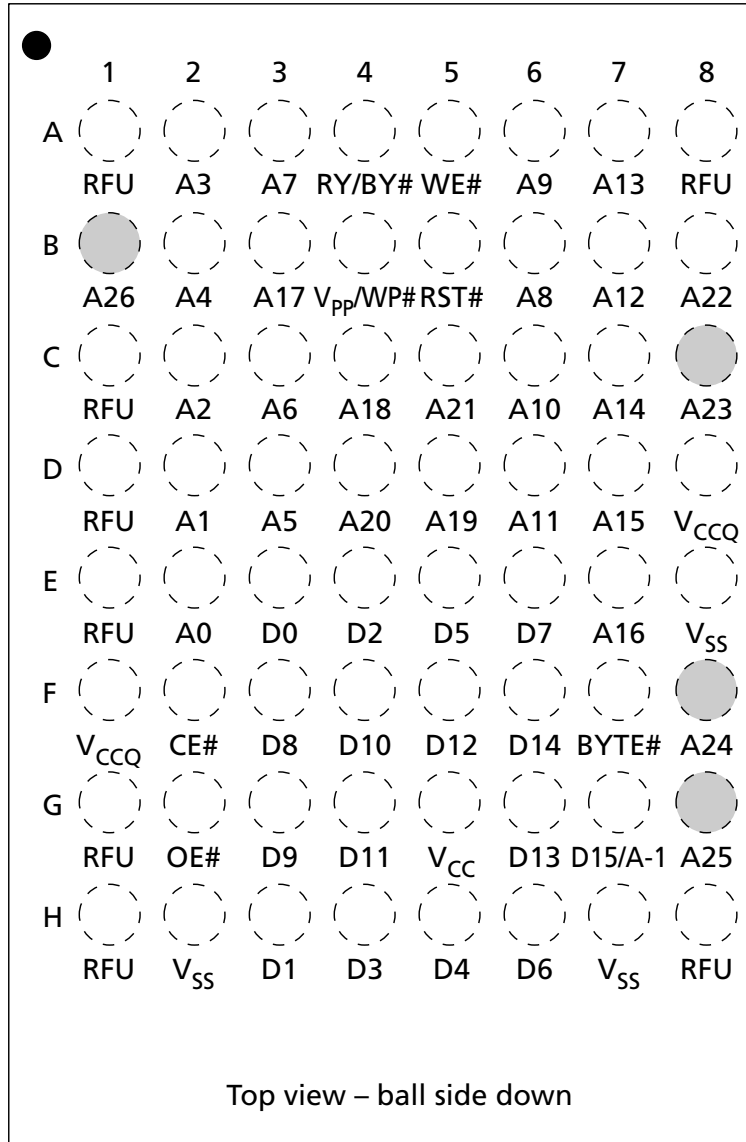 1 2 3 4 5 6 7 8
A
RFU A3 A7 RY/BY# WE# A9 A13 RFU
B
A26 A4 A17 VPP/WP# RST# A8 A12 A22
C
RFU A2 A6 A18 A21 A10 A14 A23
D
RFU A1 A5 A20 A19 A11 A15 VCCQ
E
RFU A0 D0 D2 D5 D7 A16 VSS
F
VCCQ CE# D8 D10 D12 D14 BYTE# A24
G
RFU OE# D9 D11 VCC D13 D15/A-1 A25
H
RFU VSS D1 D3 D4 D6 VSS RFU
Top view – ball side down